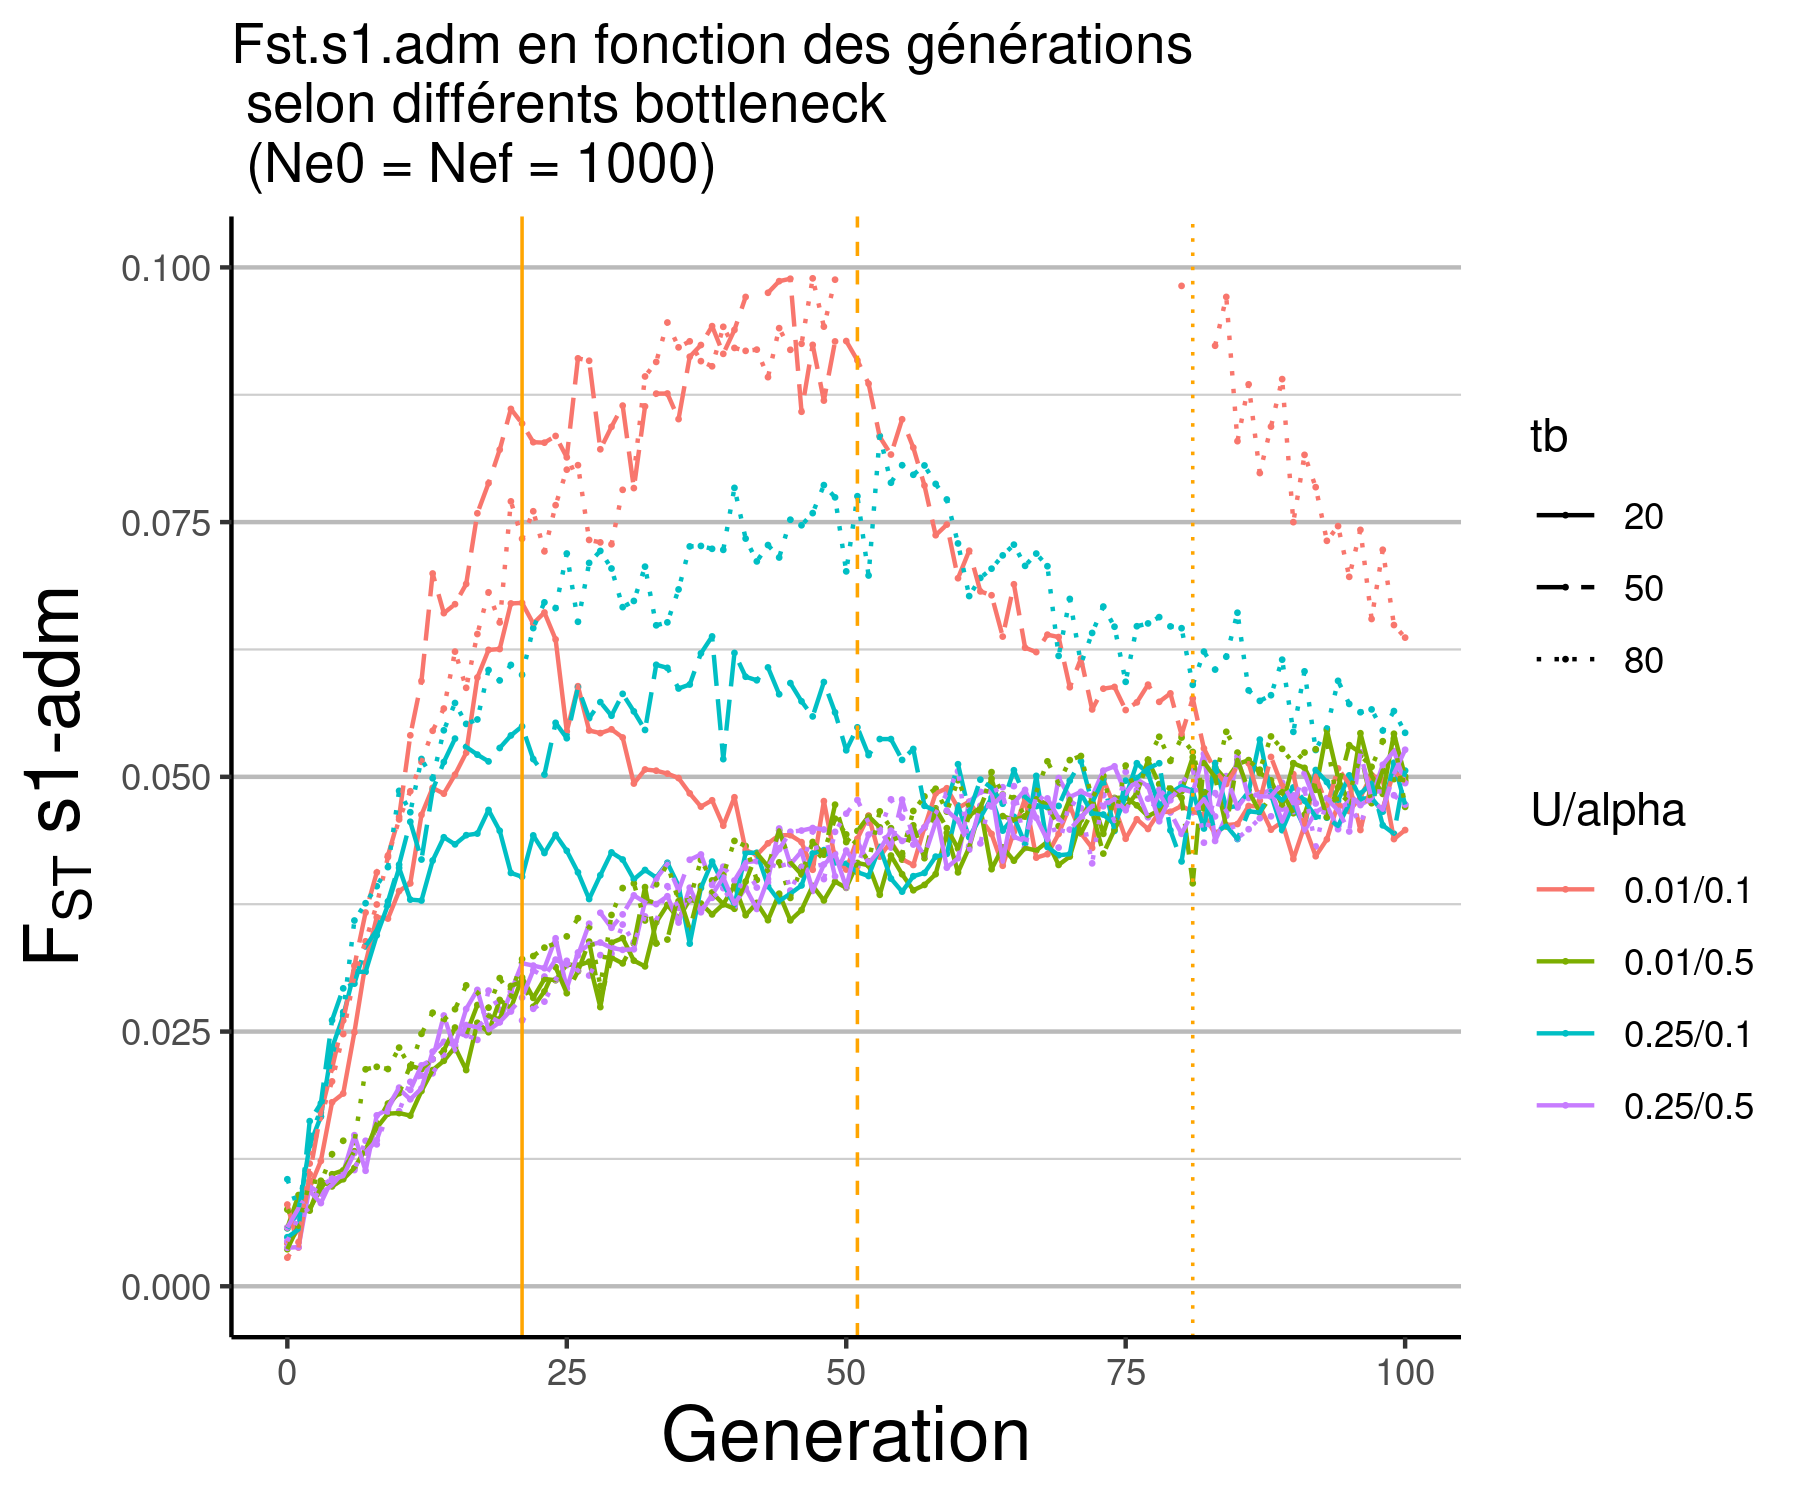 Fst.s1.adm en fonction des générations
selon différents bottleneck
(Ne0 = Nef = 1000)
FST s1-adm
0.100
0.075
0.050
0.025
0.000
0
25
50
75
100
Generation
tb
20
50
80
U/alpha
0.01/0.1
0.01/0.5
0.25/0.1
0.25/0.5